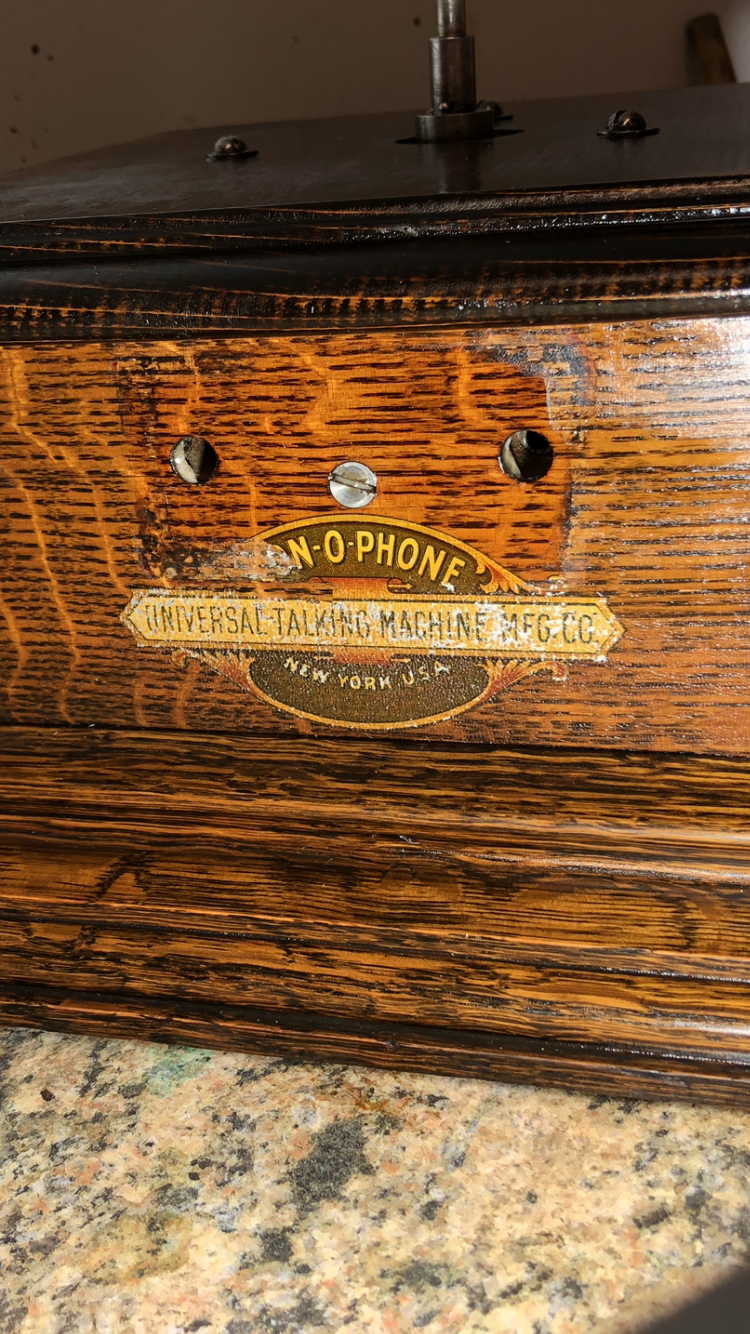 N-O-PHONE
UNIVERSAL TALKING MACHINE MFG. CO.
NEW YORK U.S.A.